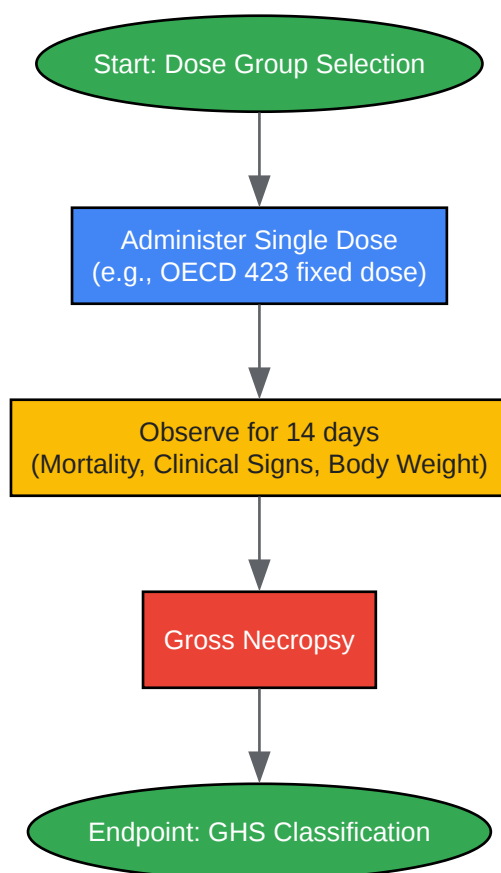 Start: Dose Group Selection
Administer Single Dose
(e.g., OECD 423 fixed dose)
Observe for 14 days
(Mortality, Clinical Signs, Body Weight)
Gross Necropsy
Endpoint: GHS Classification